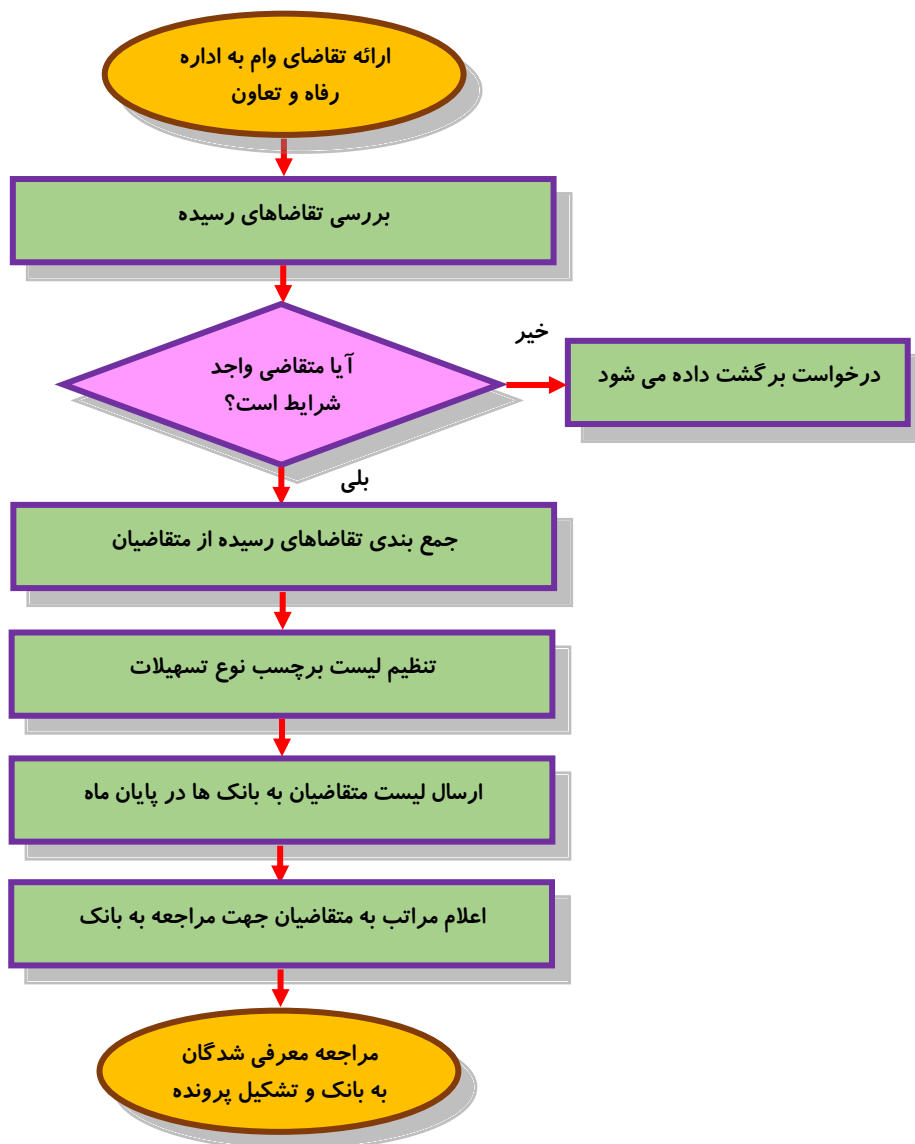 ارائه تقاضای وام به اداره
رفاه و تعاون
بررسی تقاضاهای رسیده
آیا متقاضی واجد
شرایط است؟
خیر
درخواست برگشت داده می شود
بلی
جمع بندی تقاضاهای رسیده از متقاضیان
تنظیم لیست برچسب نوع تسهیلات
ارسال لیست متقاضیان به بانک ها در پایان ماه
اعلام مراتب به متقاضیان جهت مراجعه به بانک
مراجعه معرفی شدگان
به بانک و تشکیل پرونده